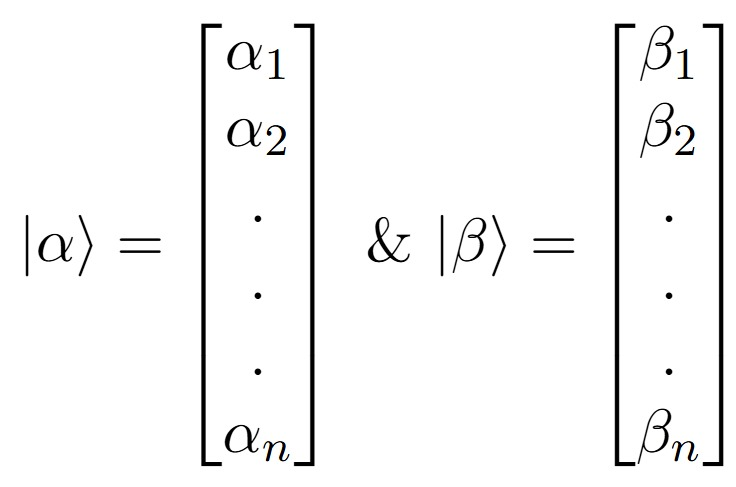 |α⟩ = [α₁ α₂ . . . αₙ] & |β⟩ = [β₁ β₂ . . . βₙ]